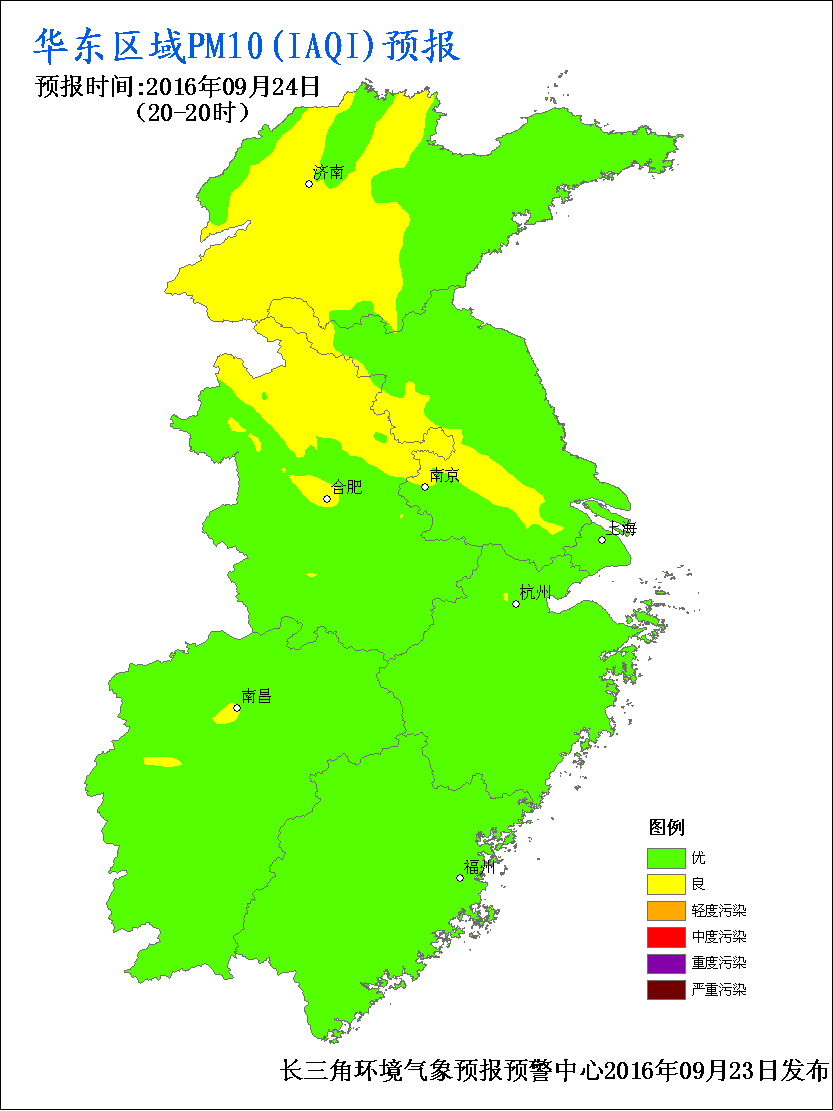 华东区域PM10(IAQI)预报
预报时间:2016年09月24日
(20-20时)
济南
南京
合肥
上海
杭州
南昌
福州
图例
优
良
轻度污染
中度污染
重度污染
严重污染
长三角环境气象预报预警中心2016年09月23日发布